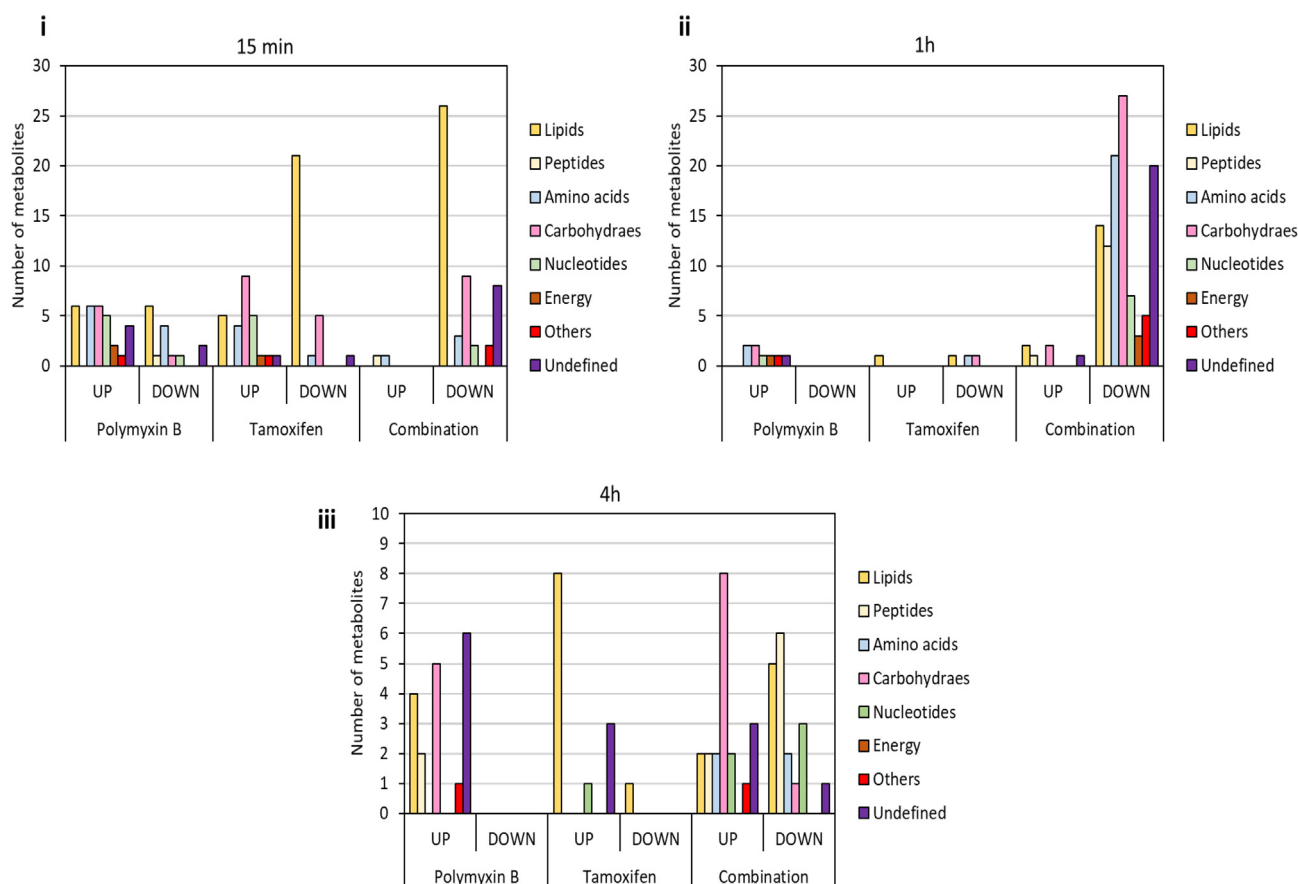 i
15 min
Number of metabolites
30
25
20
15
10
5
0
UP DOWN UP DOWN UP DOWN
Polymyxin B Tamoxifen Combination
Lipids
Peptides
Amino acids
Carbohydraes
Nucleotides
Energy
Others
Undefined
ii
1h
Number of metabolites
30
25
20
15
10
5
0
UP DOWN UP DOWN UP DOWN
Polymyxin B Tamoxifen Combination
Lipids
Peptides
Amino acids
Carbohydraes
Nucleotides
Energy
Others
Undefined
iii
4h
Number of metabolites
10
9
8
7
6
5
4
3
2
1
0
UP DOWN UP DOWN UP DOWN
Polymyxin B Tamoxifen Combination
Lipids
Peptides
Amino acids
Carbohydraes
Nucleotides
Energy
Others
Undefined